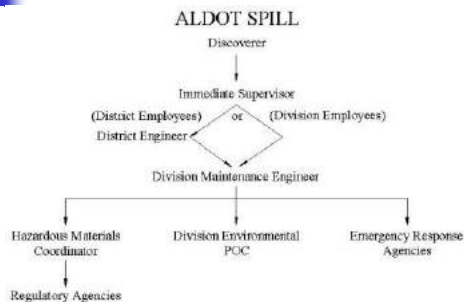 ALDOT SPILL
Discoverer
Immediate Supervisor
(District Employees) or (Division Employees)
District Engineer
Division Maintenance Engineer
Hazardous Materials
Coordinator
Division Environmental
POC
Emergency Response
Agencies
Regulatory Agencies